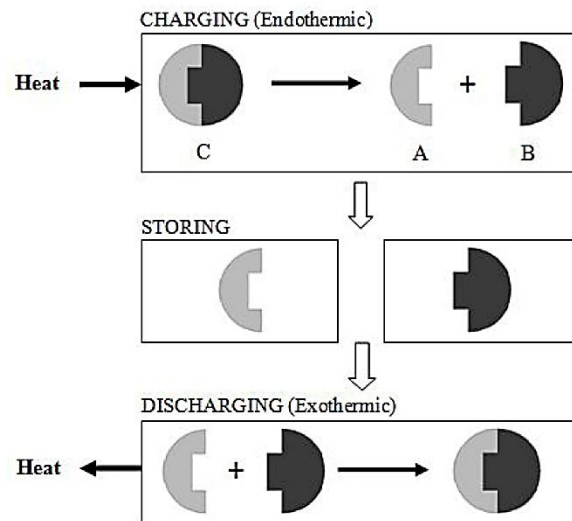 CHARGING (Endothermic)
Heat
+
C
A
B
STORING
DISCHARGING (Exothermic)
Heat
+